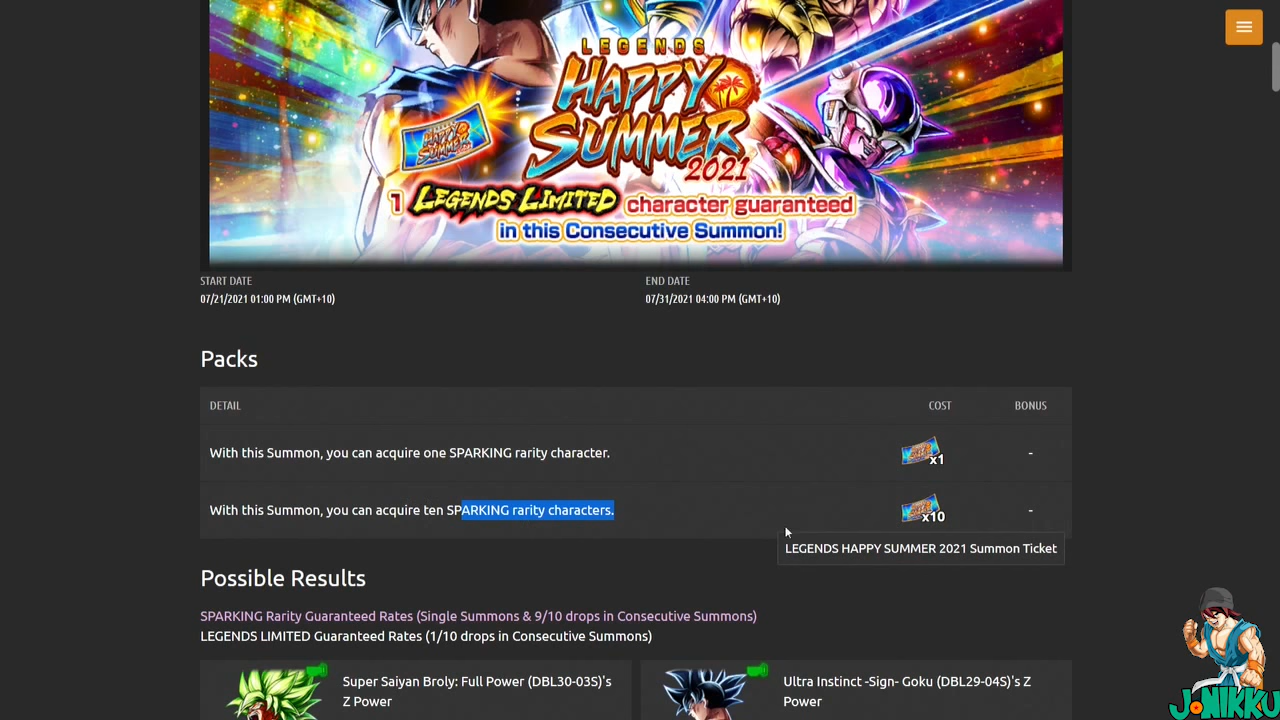 LEGENDS
HAPPY
SUMMER
2021
HAPPY
SUMMER
1 LEGENDS LIMITED character guaranteed
in this Consecutive Summon!
START DATE
07/21/2021 01:00 PM (GMT+10)
END DATE
07/31/2021 04:00 PM (GMT+10)
Packs
DETAIL
COST
BONUS
With this Summon, you can acquire one SPARKING rarity character.
x1
-
With this Summon, you can acquire ten SPARKING rarity characters.
x10
-
LEGENDS HAPPY SUMMER 2021 Summon Ticket
Possible Results
SPARKING Rarity Guaranteed Rates (Single Summons & 9/10 drops in Consecutive Summons)
LEGENDS LIMITED Guaranteed Rates (1/10 drops in Consecutive Summons)
Super Saiyan Broly: Full Power (DBL30-03S)'s
Z Power
Ultra Instinct -Sign- Goku (DBL29-04S)'s Z
Power
JONIKKU